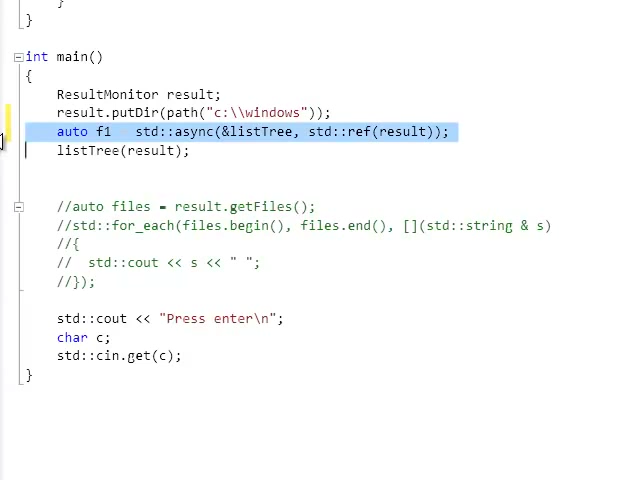 }
}
int main()
{
ResultMonitor result;
result.putDir(path("c:\\windows"));
auto f1   std::async(&listTree, std::ref(result));
listTree(result);
//auto files = result.getFiles();
//std::for_each(files.begin(), files.end(), [](std::string & s)
//{
//  std::cout << s << " ";
//});
std::cout << "Press enter\n";
char c;
std::cin.get(c);
}